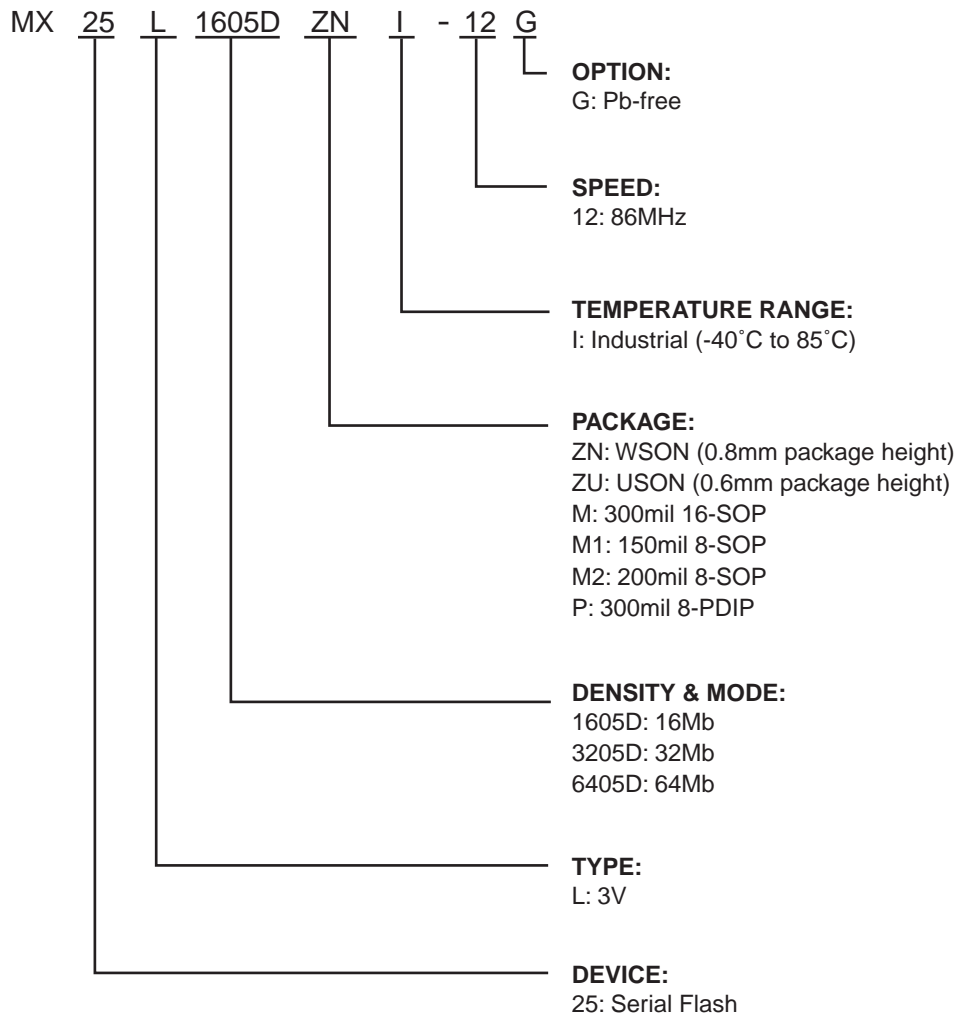 MX 25 L 1605D ZN I - 12 G
OPTION:
G: Pb-free
SPEED:
12: 86MHz
TEMPERATURE RANGE:
I: Industrial (-40˚C to 85˚C)
PACKAGE:
ZN: WSON (0.8mm package height)
ZU: USON (0.6mm package height)
M: 300mil 16-SOP
M1: 150mil 8-SOP
M2: 200mil 8-SOP
P: 300mil 8-PDIP
DENSITY & MODE:
1605D: 16Mb
3205D: 32Mb
6405D: 64Mb
TYPE:
L: 3V
DEVICE:
25: Serial Flash